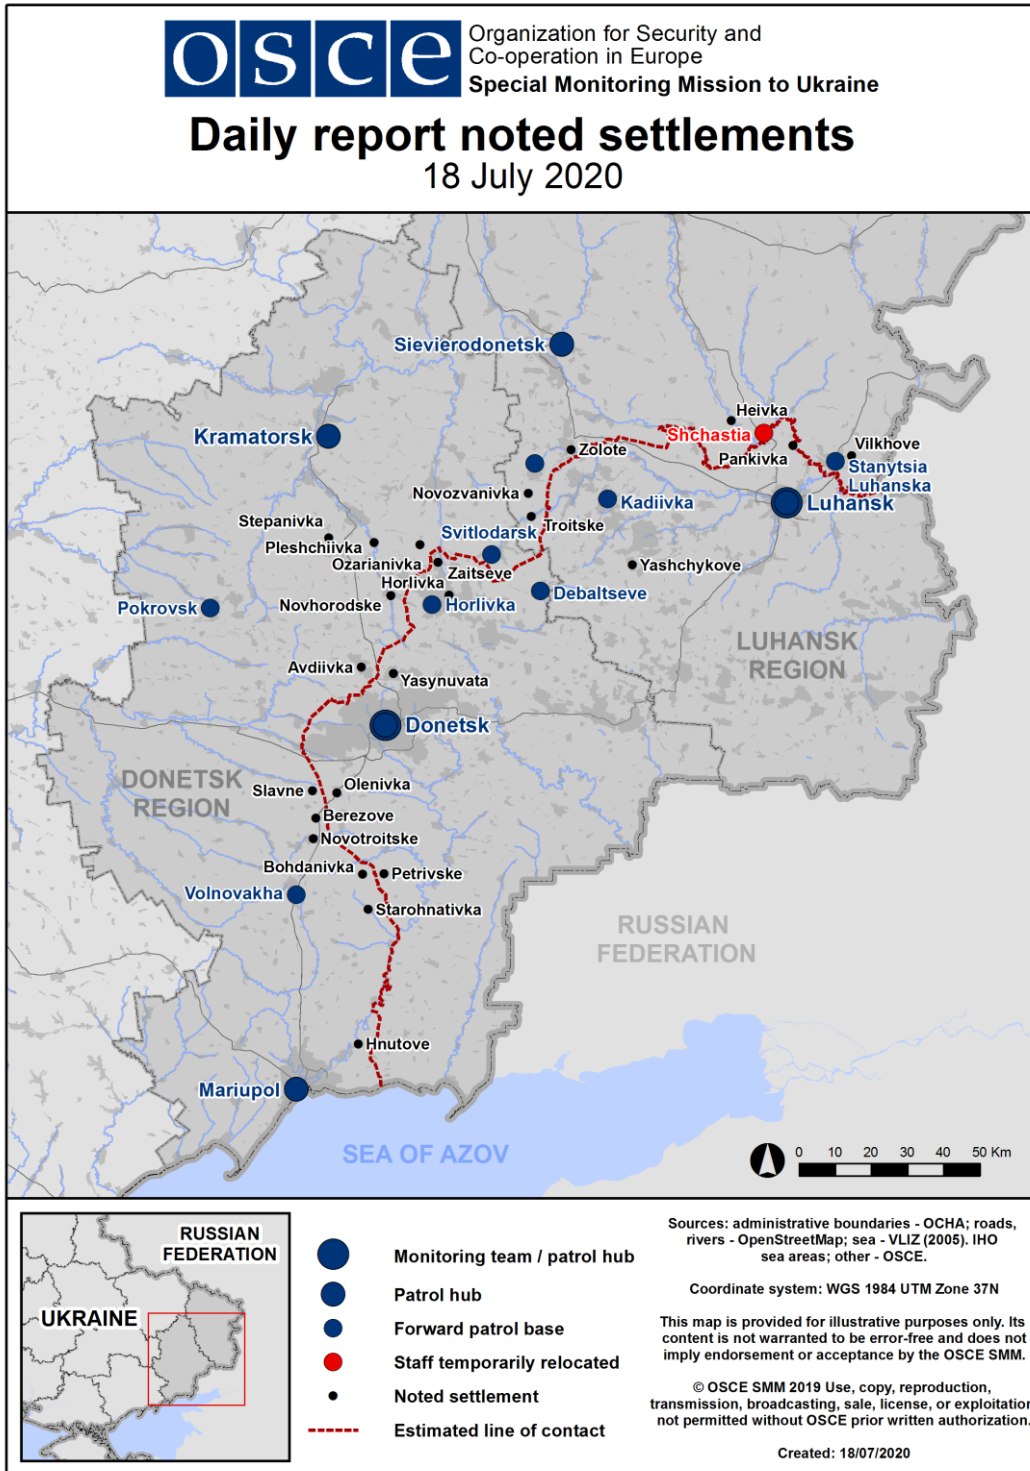 osce
Organization for Security and
Co-operation in Europe
Special Monitoring Mission to Ukraine
Daily report noted settlements
18 July 2020
Sievierodonetsk
Heivka
Kramatorsk
Shchastia
Zolote
Pankivka
Vilkhove
Stanytsia
Luhanska
Novozvanivka
Kadiivka
Luhansk
Stepanivka
Svitlodarsk
Troitske
Pleshchiivka
Ozarianivka
Zaitseve
Yashchykove
Horlivka
Debaltseve
Pokrovsk
Novhorodske
Horlivka
LUHANSK
REGION
Avdiivka
Yasynuvata
Donetsk
DONETSK
REGION
Slavne
Olenivka
Berezove
Novotroitske
Bohdanivka
Petrivske
Volnovakha
Starohnativka
RUSSIAN
FEDERATION
Hnutove
Mariupol
SEA OF AZOV
0 10 20 30 40 50 Km
RUSSIAN
FEDERATION
UKRAINE
Monitoring team / patrol hub
Patrol hub
Forward patrol base
Staff temporarily relocated
Noted settlement
Estimated line of contact
Sources: administrative boundaries - OCHA; roads,
rivers - OpenStreetMap; sea - VLIZ (2005). IHO
sea areas; other - OSCE.
Coordinate system: WGS 1984 UTM Zone 37N
This map is provided for illustrative purposes only. Its
content is not warranted to be error-free and does not
imply endorsement or acceptance by the OSCE SMM.
© OSCE SMM 2019 Use, copy, reproduction,
transmission, broadcasting, sale, license, or exploitation
not permitted without OSCE prior written authorization.
Created: 18/07/2020